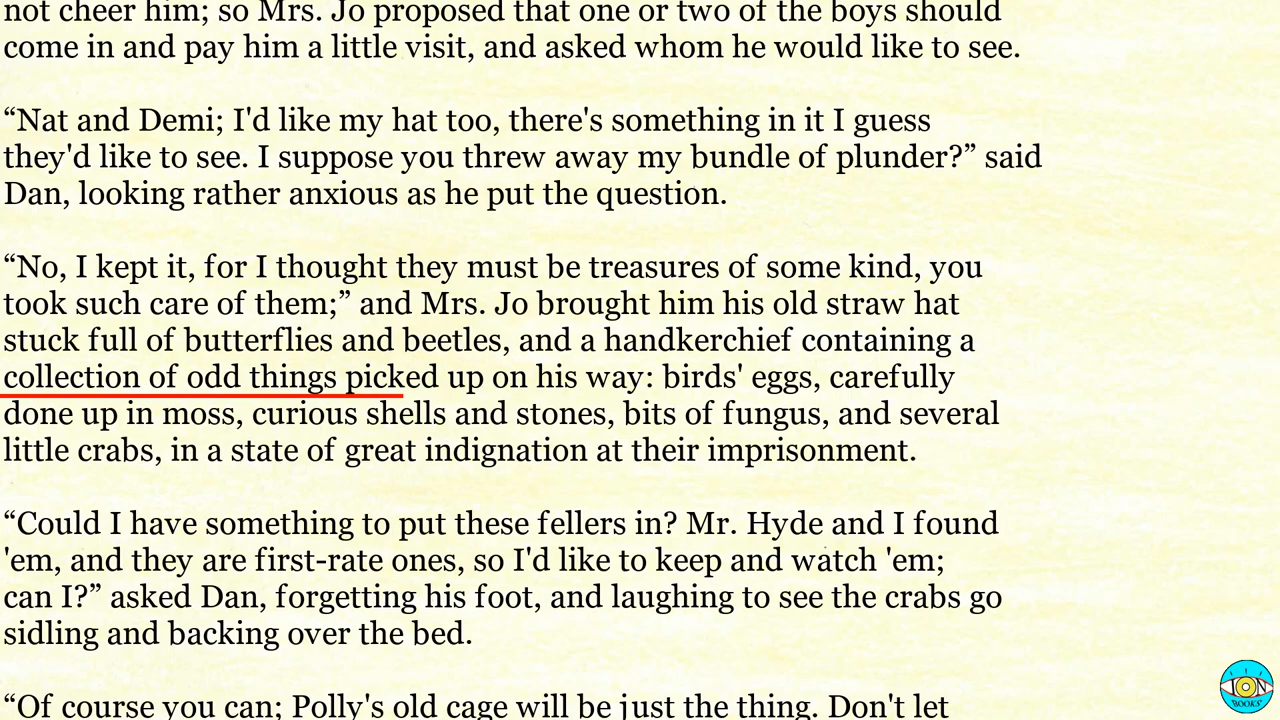 not cheer him; so Mrs. Jo proposed that one or two of the boys should
come in and pay him a little visit, and asked whom he would like to see.
“Nat and Demi; I'd like my hat too, there's something in it I guess
they'd like to see. I suppose you threw away my bundle of plunder?” said
Dan, looking rather anxious as he put the question.
“No, I kept it, for I thought they must be treasures of some kind, you
took such care of them;” and Mrs. Jo brought him his old straw hat
stuck full of butterflies and beetles, and a handkerchief containing a
collection of odd things picked up on his way: birds' eggs, carefully
done up in moss, curious shells and stones, bits of fungus, and several
little crabs, in a state of great indignation at their imprisonment.
“Could I have something to put these fellers in? Mr. Hyde and I found
'em, and they are first-rate ones, so I'd like to keep and watch 'em;
can I?” asked Dan, forgetting his foot, and laughing to see the crabs go
sidling and backing over the bed.
“Of course you can; Polly's old cage will be just the thing. Don't let
ION
BOOKS